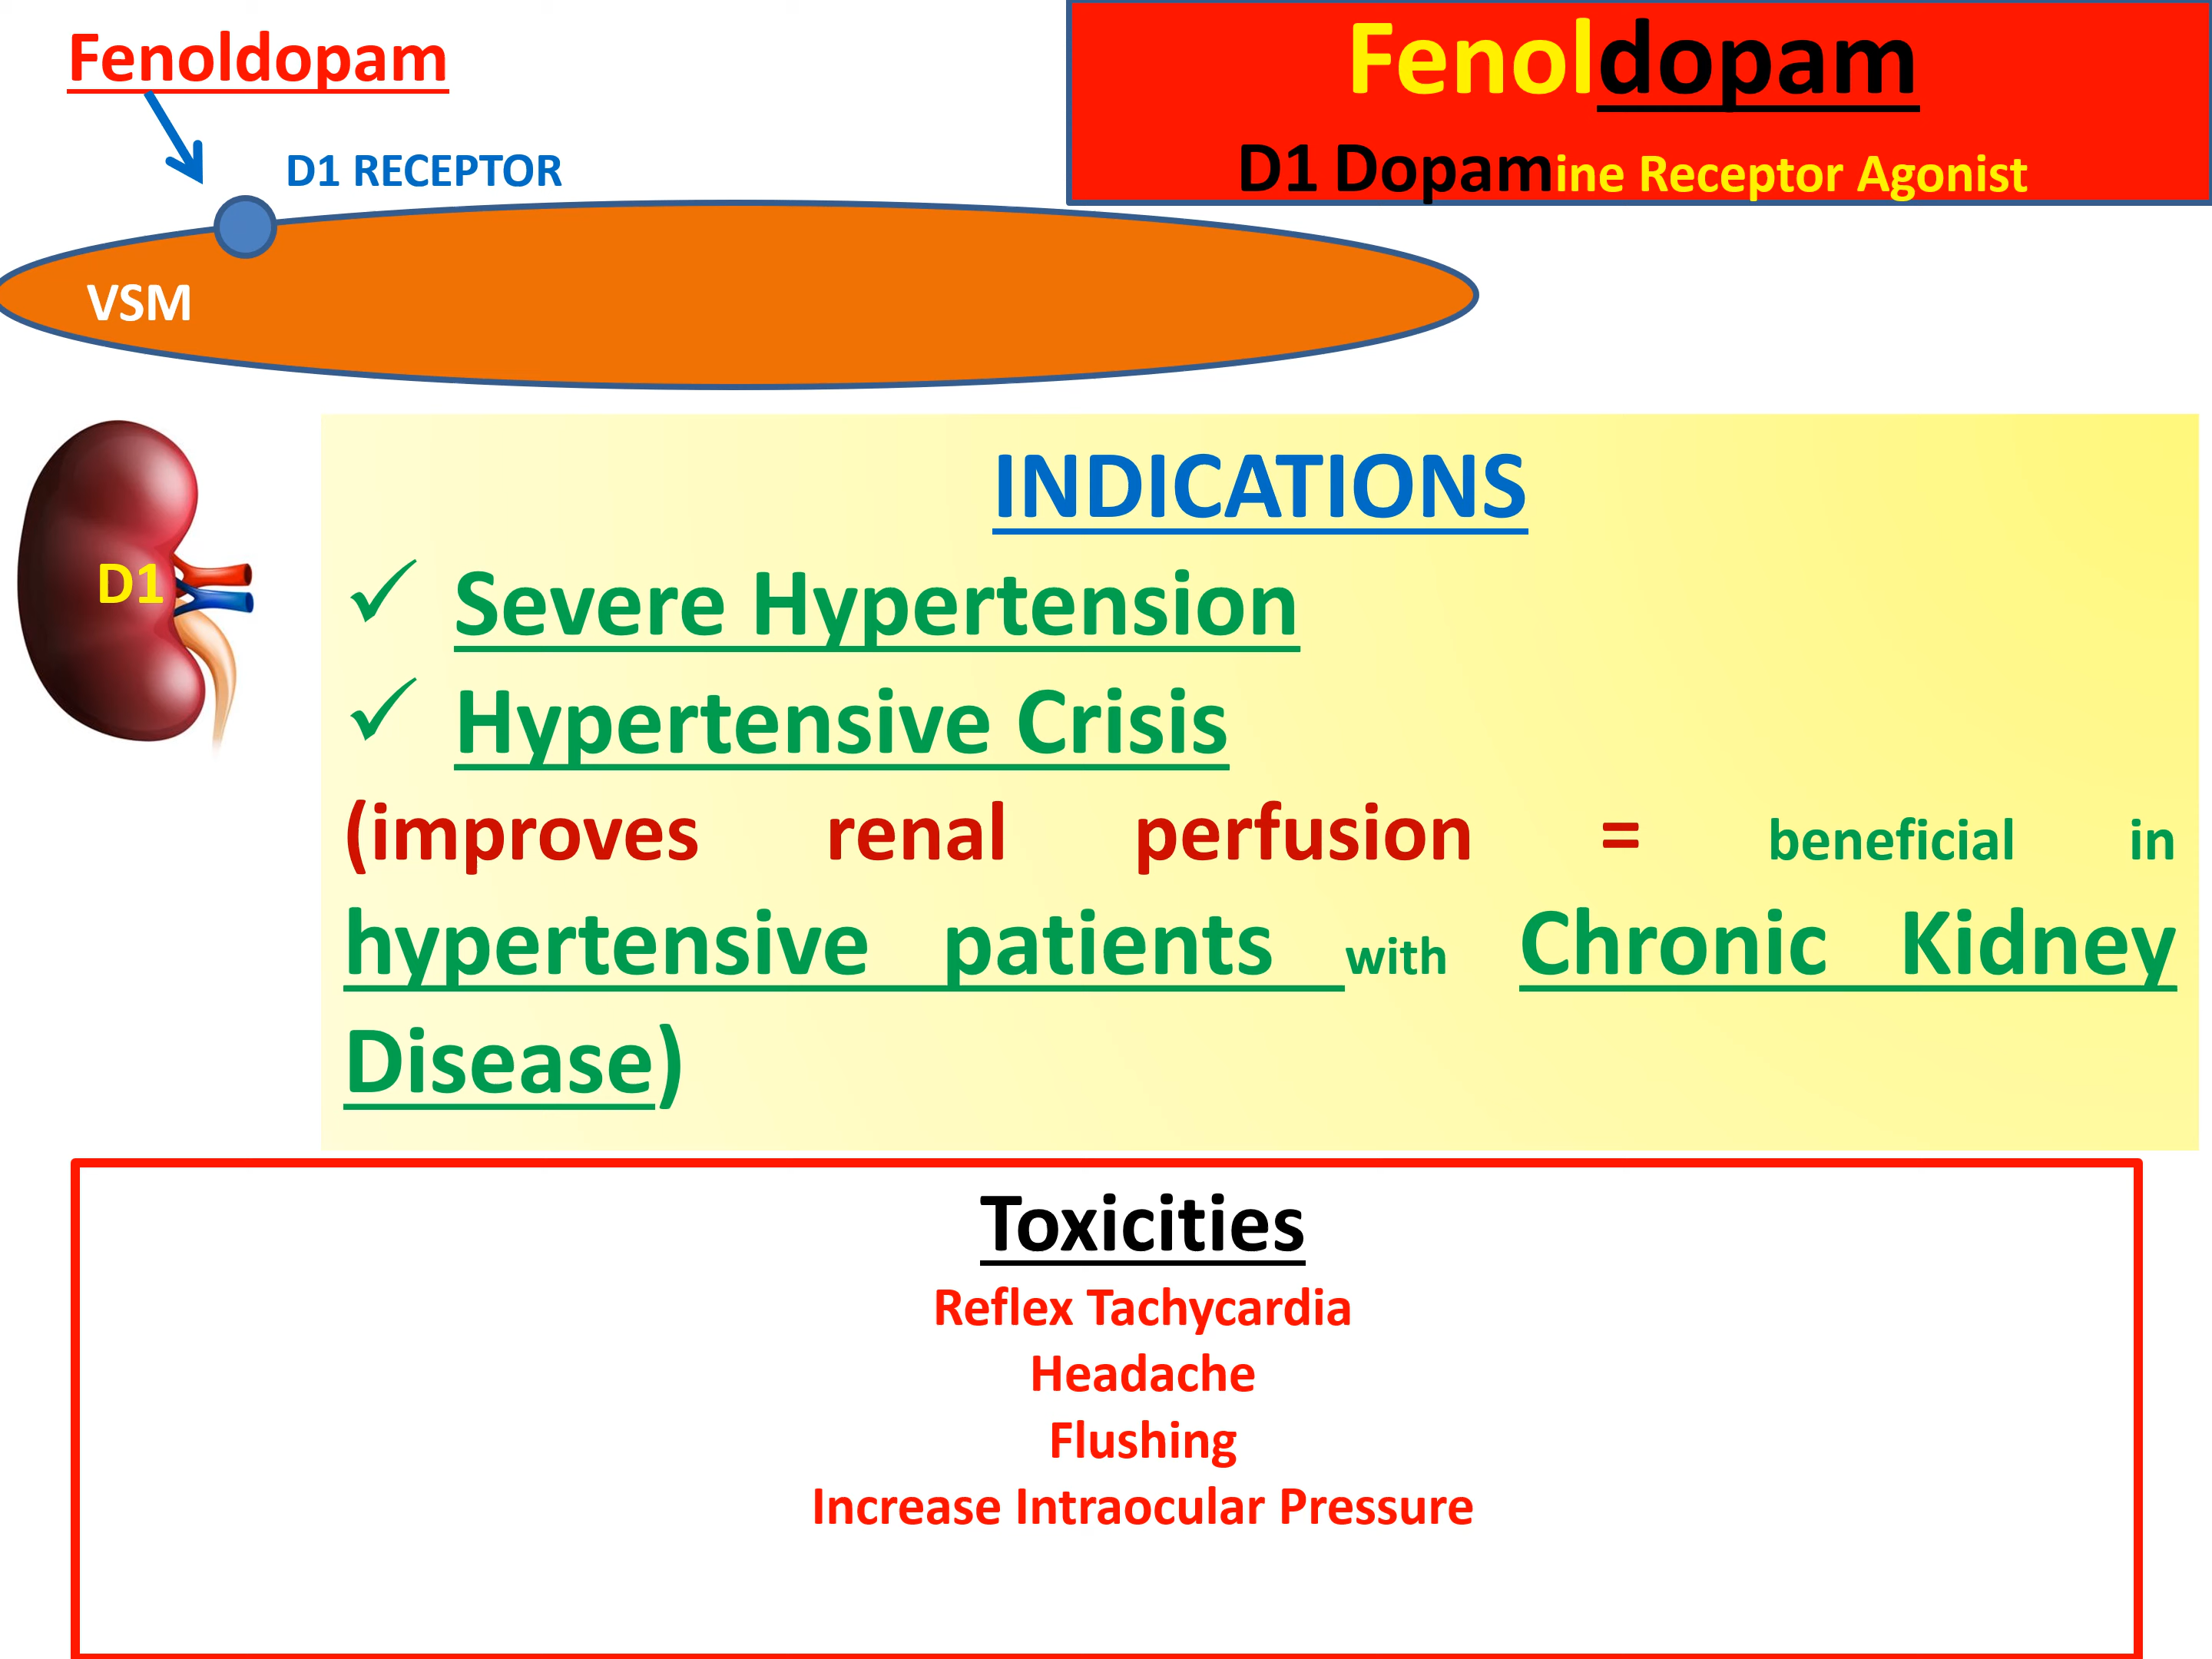 Fenoldopam
Fenoldopam
D1 Dopamine Receptor Agonist
D1 RECEPTOR
VSM
D1
INDICATIONS
✓ Severe Hypertension
✓ Hypertensive Crisis
(improves renal perfusion = beneficial in
hypertensive patients with Chronic Kidney
Disease)
Toxicities
Reflex Tachycardia
Headache
Flushing
Increase Intraocular Pressure